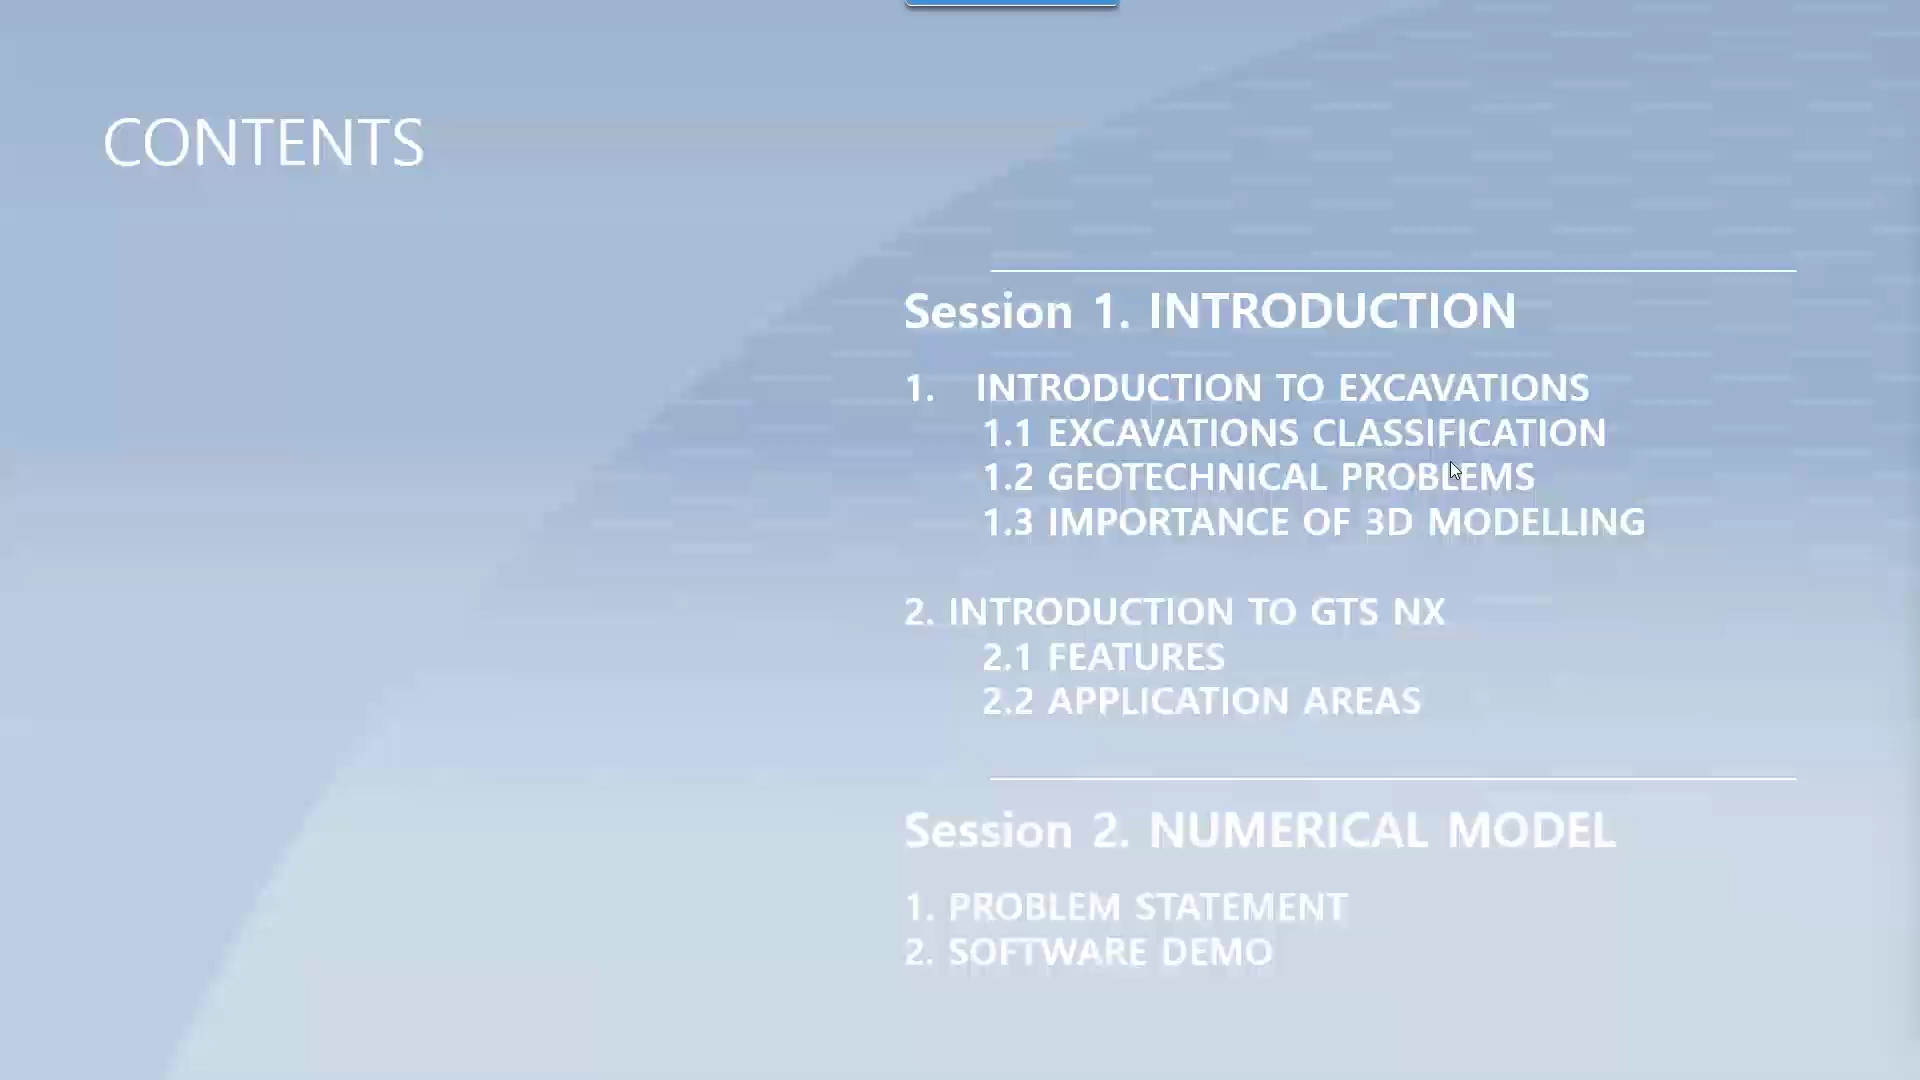 CONTENTS
Session 1. INTRODUCTION
1. INTRODUCTION TO EXCAVATIONS
1.1 EXCAVATIONS CLASSIFICATION
1.2 GEOTECHNICAL PROBLEMS
1.3 IMPORTANCE OF 3D MODELLING
2. INTRODUCTION TO GTS NX
2.1 FEATURES
2.2 APPLICATION AREAS
Session 2. NUMERICAL MODEL
1. PROBLEM STATEMENT
2. SOFTWARE DEMO